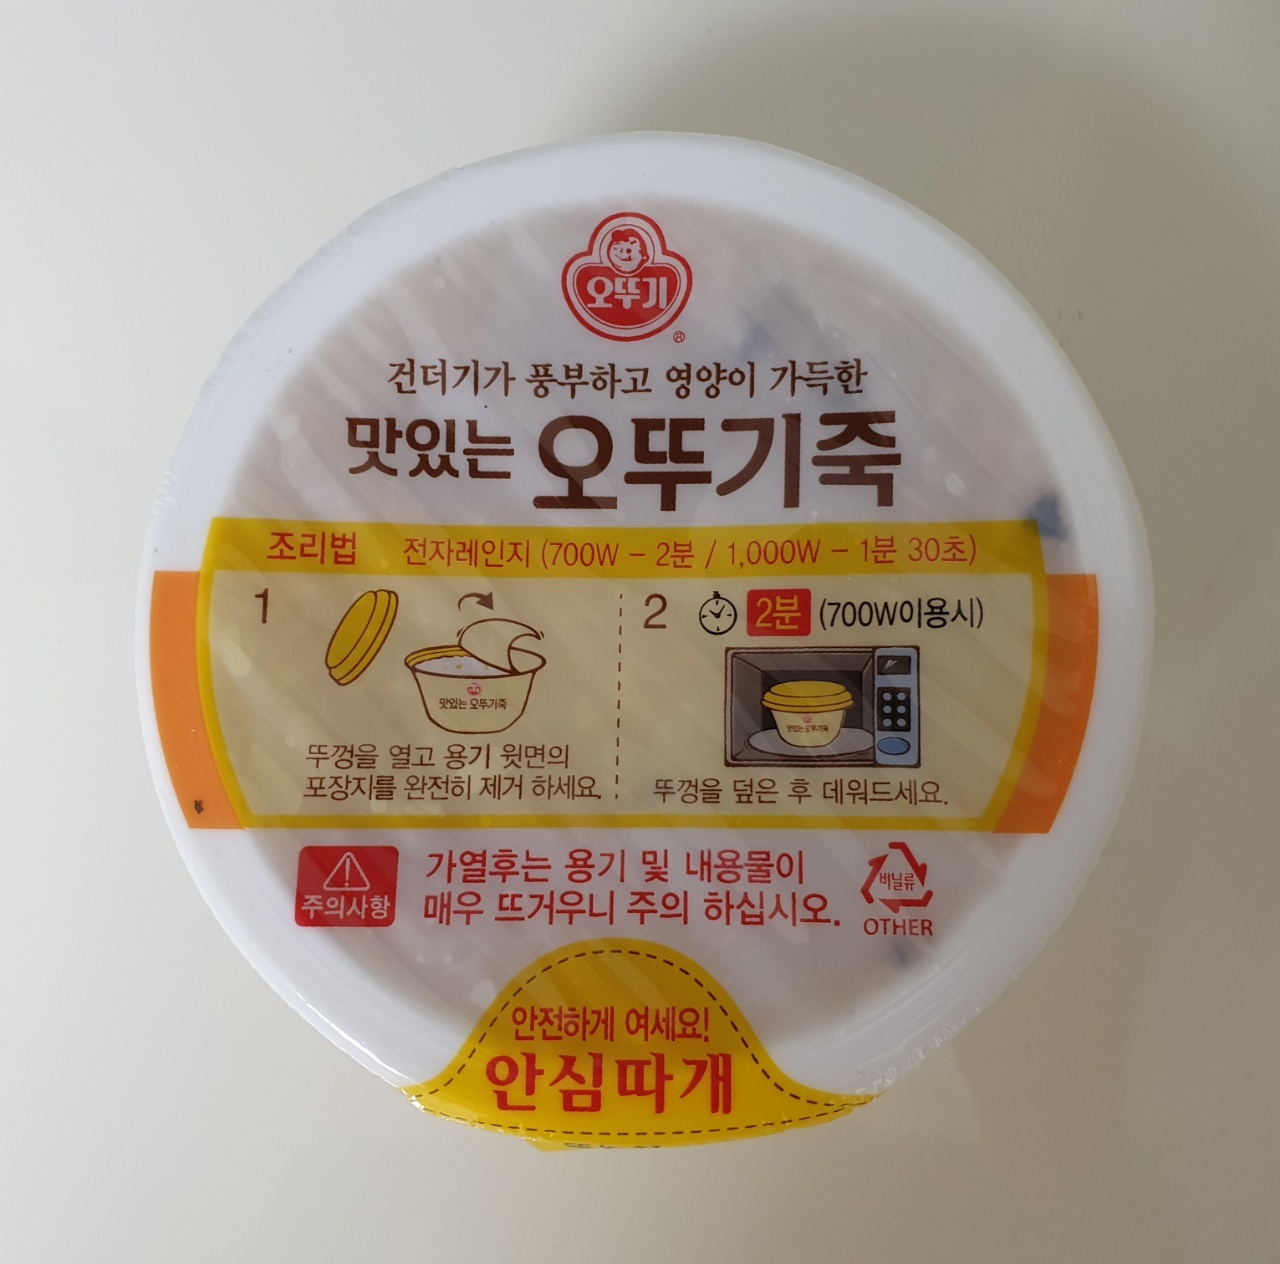 오뚜기
®
건더기가 풍부하고 영양이 가득한
맛있는 오뚜기죽
조리법 전자레인지 (700W - 2분 / 1,000W - 1분 30초)
1
맛있는 오뚜기죽
뚜껑을 열고 용기 윗면의
포장지를 완전히 제거 하세요.
2 2분 (700W이용시)
맛있는 오뚜기죽
뚜껑을 덮은 후 데워드세요.
주의사항
가열후는 용기 및 내용물이
매우 뜨거우니 주의 하십시오.
비닐류
OTHER
안전하게 여세요!
안심따개